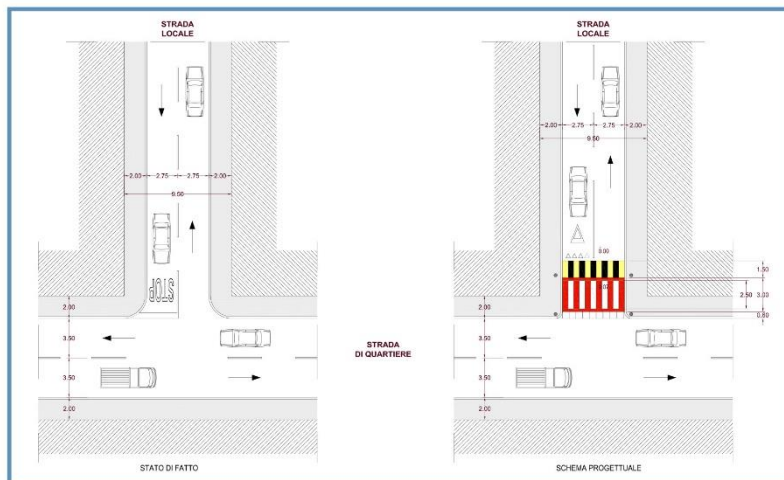 STRADA
LOCALE
2.00 2.75 2.75 2.00
9.50
STOP
2.00
3.50
3.50
2.00
STATO DI FATTO
STRADA
DI QUARTIERE
STRADA
LOCALE
2.00 2.75 2.75 2.00
9.50
0.00
1.50
2.50 3.00
2.00
3.50
3.50
2.00
SCHEMA PROGETTUALE